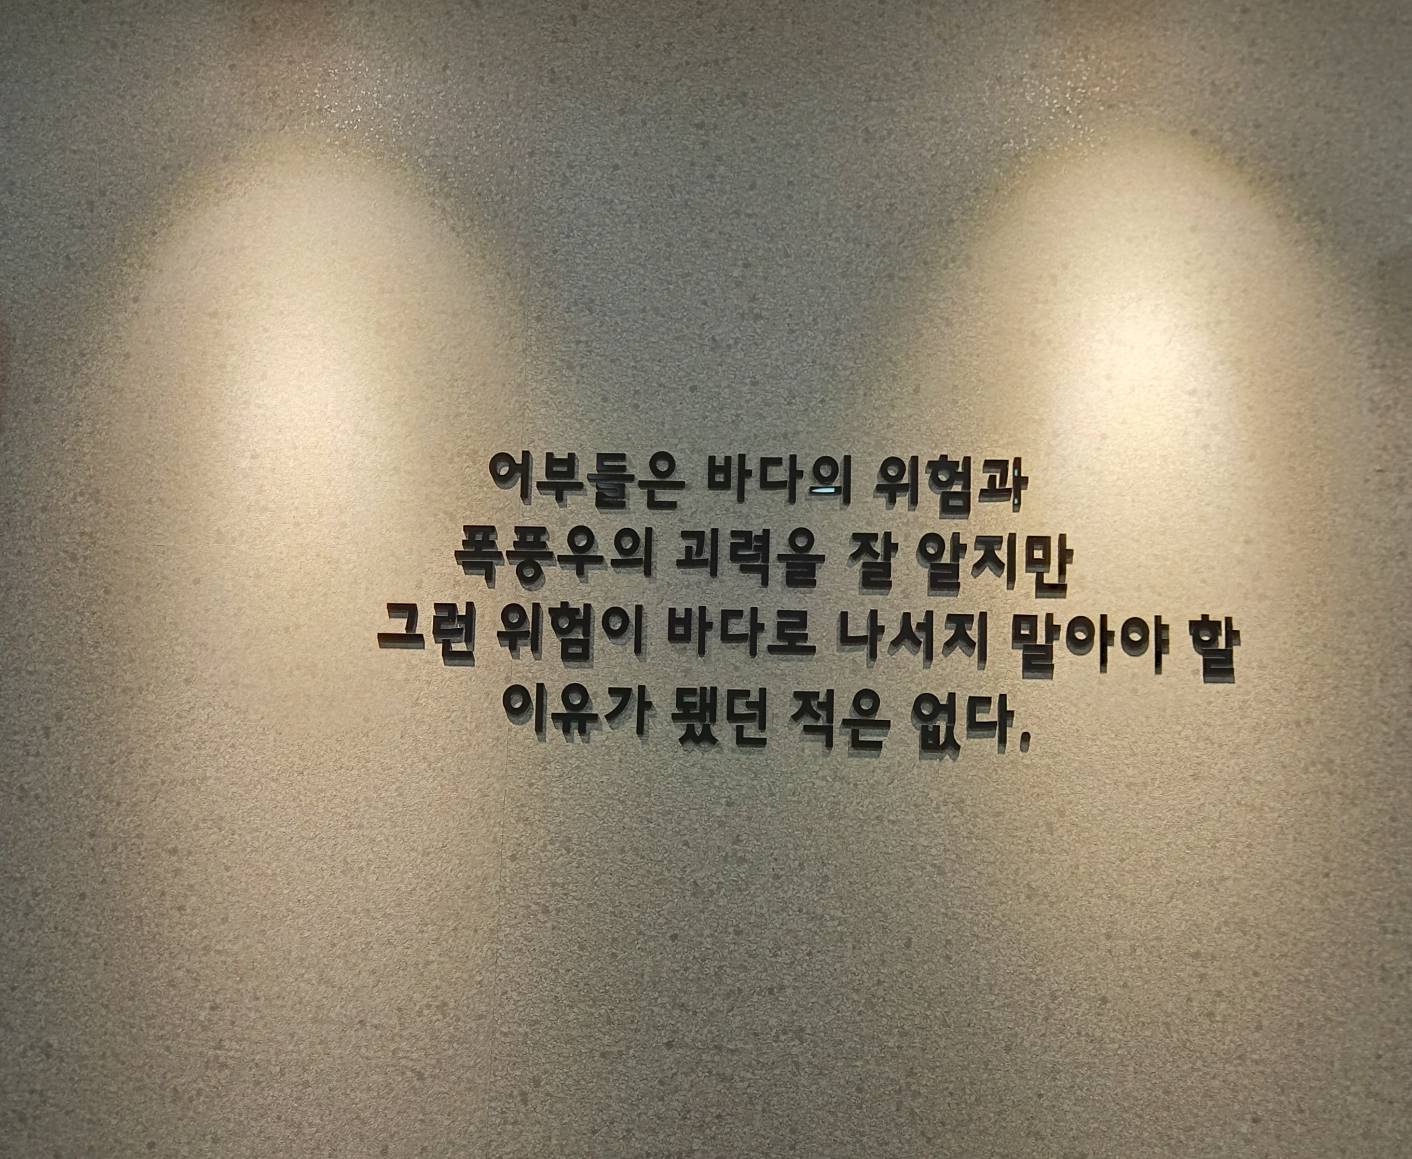 어부들은 바다의 위험과
폭풍우의 괴력을 잘 알지만
그런 위험이 바다로 나서지 말아야 할
이유가 됐던 적은 없다.